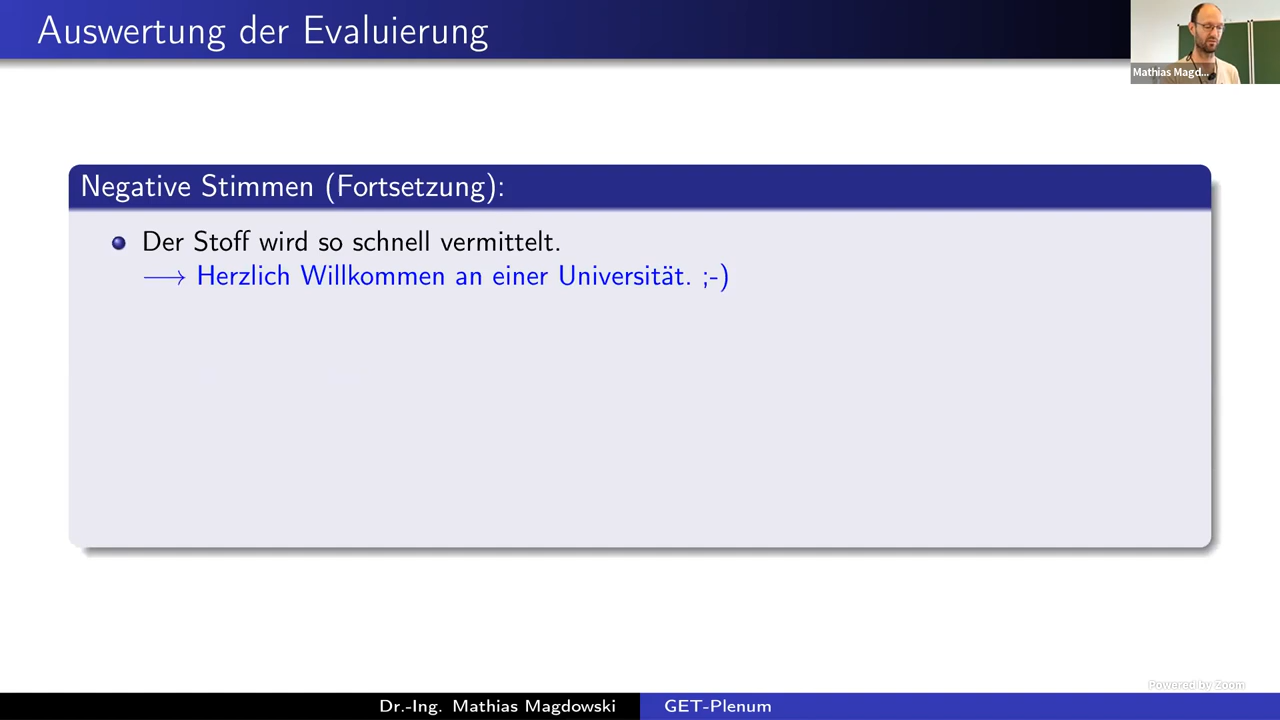 Auswertung der Evaluierung
Mathias Magd...
Negative Stimmen (Fortsetzung):
Der Stoff wird so schnell vermittelt.
⟶ Herzlich Willkommen an einer Universität. ;-)
Powered by Zoom
Dr.-Ing. Mathias Magdowski
GET-Plenum